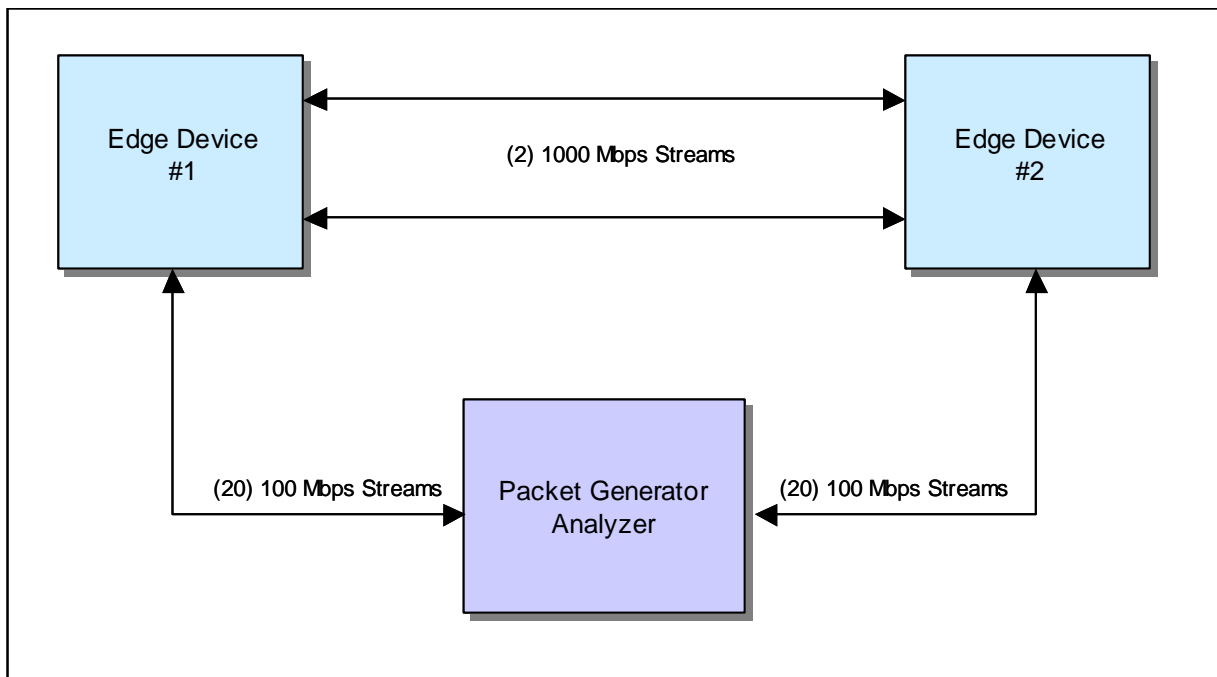 Edge Device
#1
(2) 1000 Mbps Streams
Edge Device
#2
(20) 100 Mbps Streams
Packet Generator
Analyzer
(20) 100 Mbps Streams